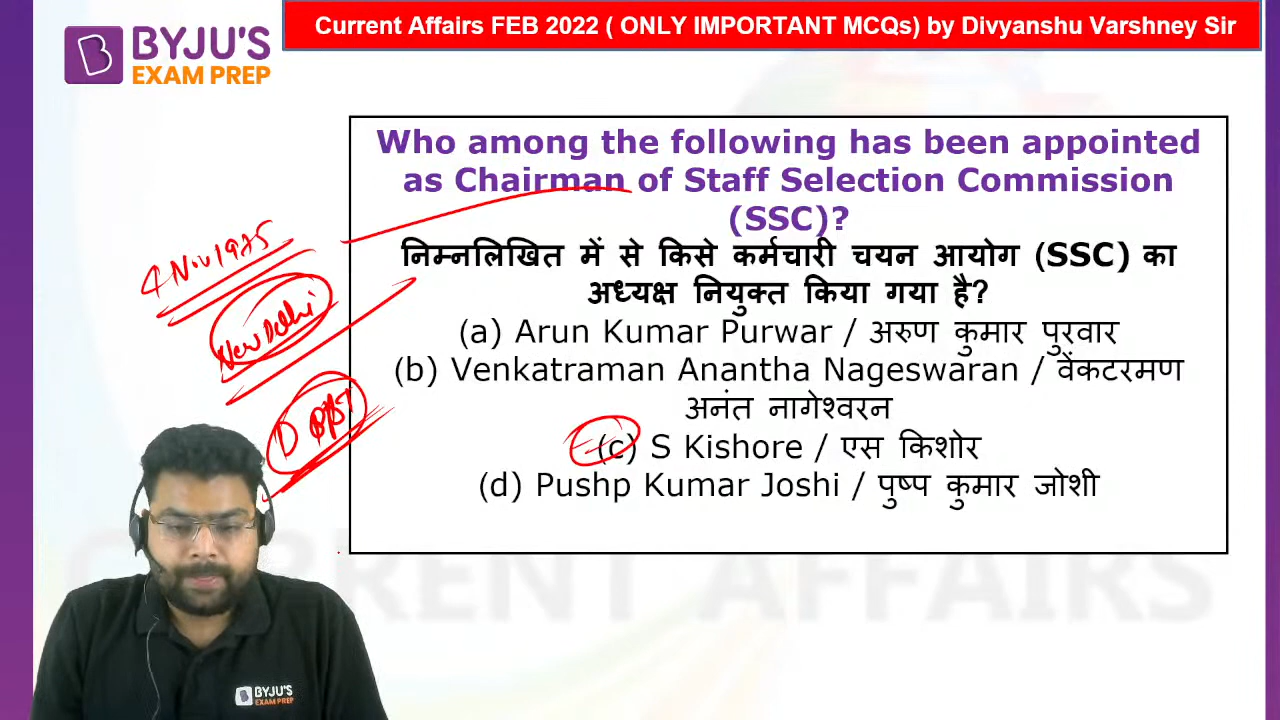 Current Affairs FEB 2022 ( ONLY IMPORTANT MCQs) by Divyanshu Varshney Sir
BYJU'S
EXAM PREP
Who among the following has been appointed
as Chairman of Staff Selection Commission
(SSC)?
निम्नलिखित में से किसे कर्मचारी चयन आयोग (SSC) का
अध्यक्ष नियुक्त किया गया है?
(a) Arun Kumar Purwar / अरुण कुमार पुरवार
(b) Venkatraman Anantha Nageswaran / वेंकटरमण
अनंत नागेश्वरन
(c) S Kishore / एस किशोर
(d) Pushp Kumar Joshi / पुष्प कुमार जोशी
4 Nov 1975
New Delhi
CURRENT AFFAIRS
BYJU'S
EXAM PREP